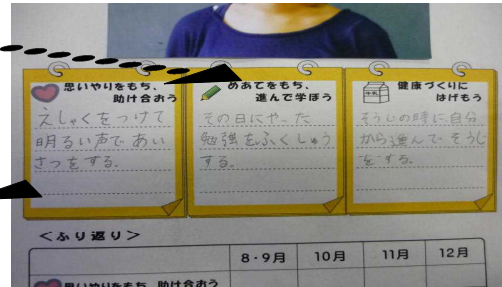 思いやりをもち、
助け合おう
えしゃくをつけて
明るい声であい
さつをする。
めあてをもち、
進んで学ぼう
その日にやった
勉強をふくしゅう
する。
健康づくりに
はげもう
そうじの時に自分
から進んでそうじ
をする。
<ふり返り>
8・9月 10月 11月 12月
思いやりをもち、助け合おう